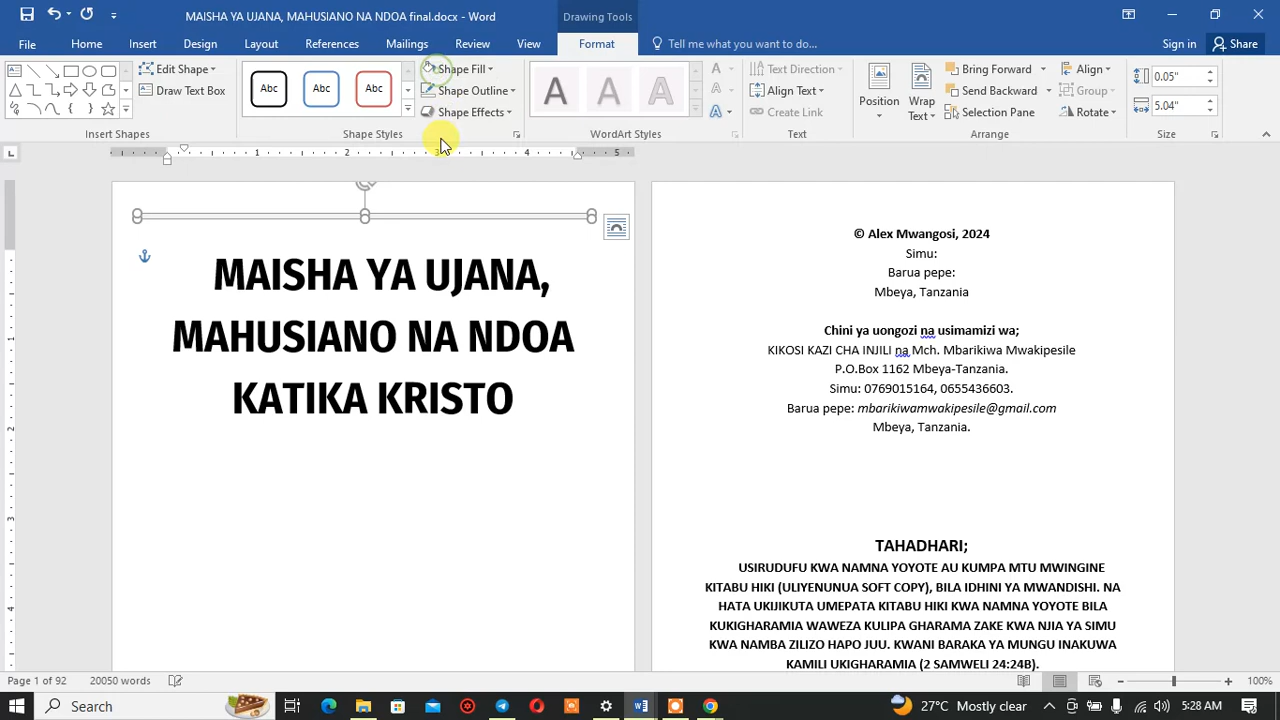 MAISHA YA UJANA, MAHUSIANO NA NDOA final.docx - Word
Drawing Tools
File Home Insert Design Layout References Mailings Review View Format Tell me what you want to do... Sign in Share
Edit Shape
Draw Text Box
Insert Shapes
Abc Abc Abc
Shape Fill
Shape Outline
Shape Effects
Shape Styles
A A A
WordArt Styles
Text Direction
Align Text
Create Link
Text
Position
Wrap Text
Bring Forward
Send Backward
Selection Pane
Align
Group
Rotate
Arrange
0.05"
5.04"
Size
1 2 3 4 5
1
2
3
4
MAISHA YA UJANA,
MAHUSIANO NA NDOA
KATIKA KRISTO
© Alex Mwangosi, 2024
Simu:
Barua pepe:
Mbeya, Tanzania
Chini ya uongozi na usimamizi wa;
KIKOSI KAZI CHA INJILI na Mch. Mbarikiwa Mwakipesile
P.O.Box 1162 Mbeya-Tanzania.
Simu: 0769015164, 0655436603.
Barua pepe: mbarikiwamwakipesile@gmail.com
Mbeya, Tanzania.
TAHADHARI;
USIRUDUFU KWA NAMNA YOYOTE AU KUMPA MTU MWINGINE
KITABU HIKI (ULIYENUNUA SOFT COPY), BILA IDHINI YA MWANDISHI. NA
HATA UKIJIKUTA UMEPATA KITABU HIKI KWA NAMNA YOYOTE BILA
KUKIGHARAMIA WAWEZA KULIPA GHARAMA ZAKE KWA NJIA YA SIMU
KWA NAMBA ZILIZO HAPO JUU. KWANI BARAKA YA MUNGU INAKUWA
KAMILI UKIGHARAMIA (2 SAMWELI 24:24B).
Page 1 of 92 20050 words
100%
Search
27°C Mostly clear
5:28 AM